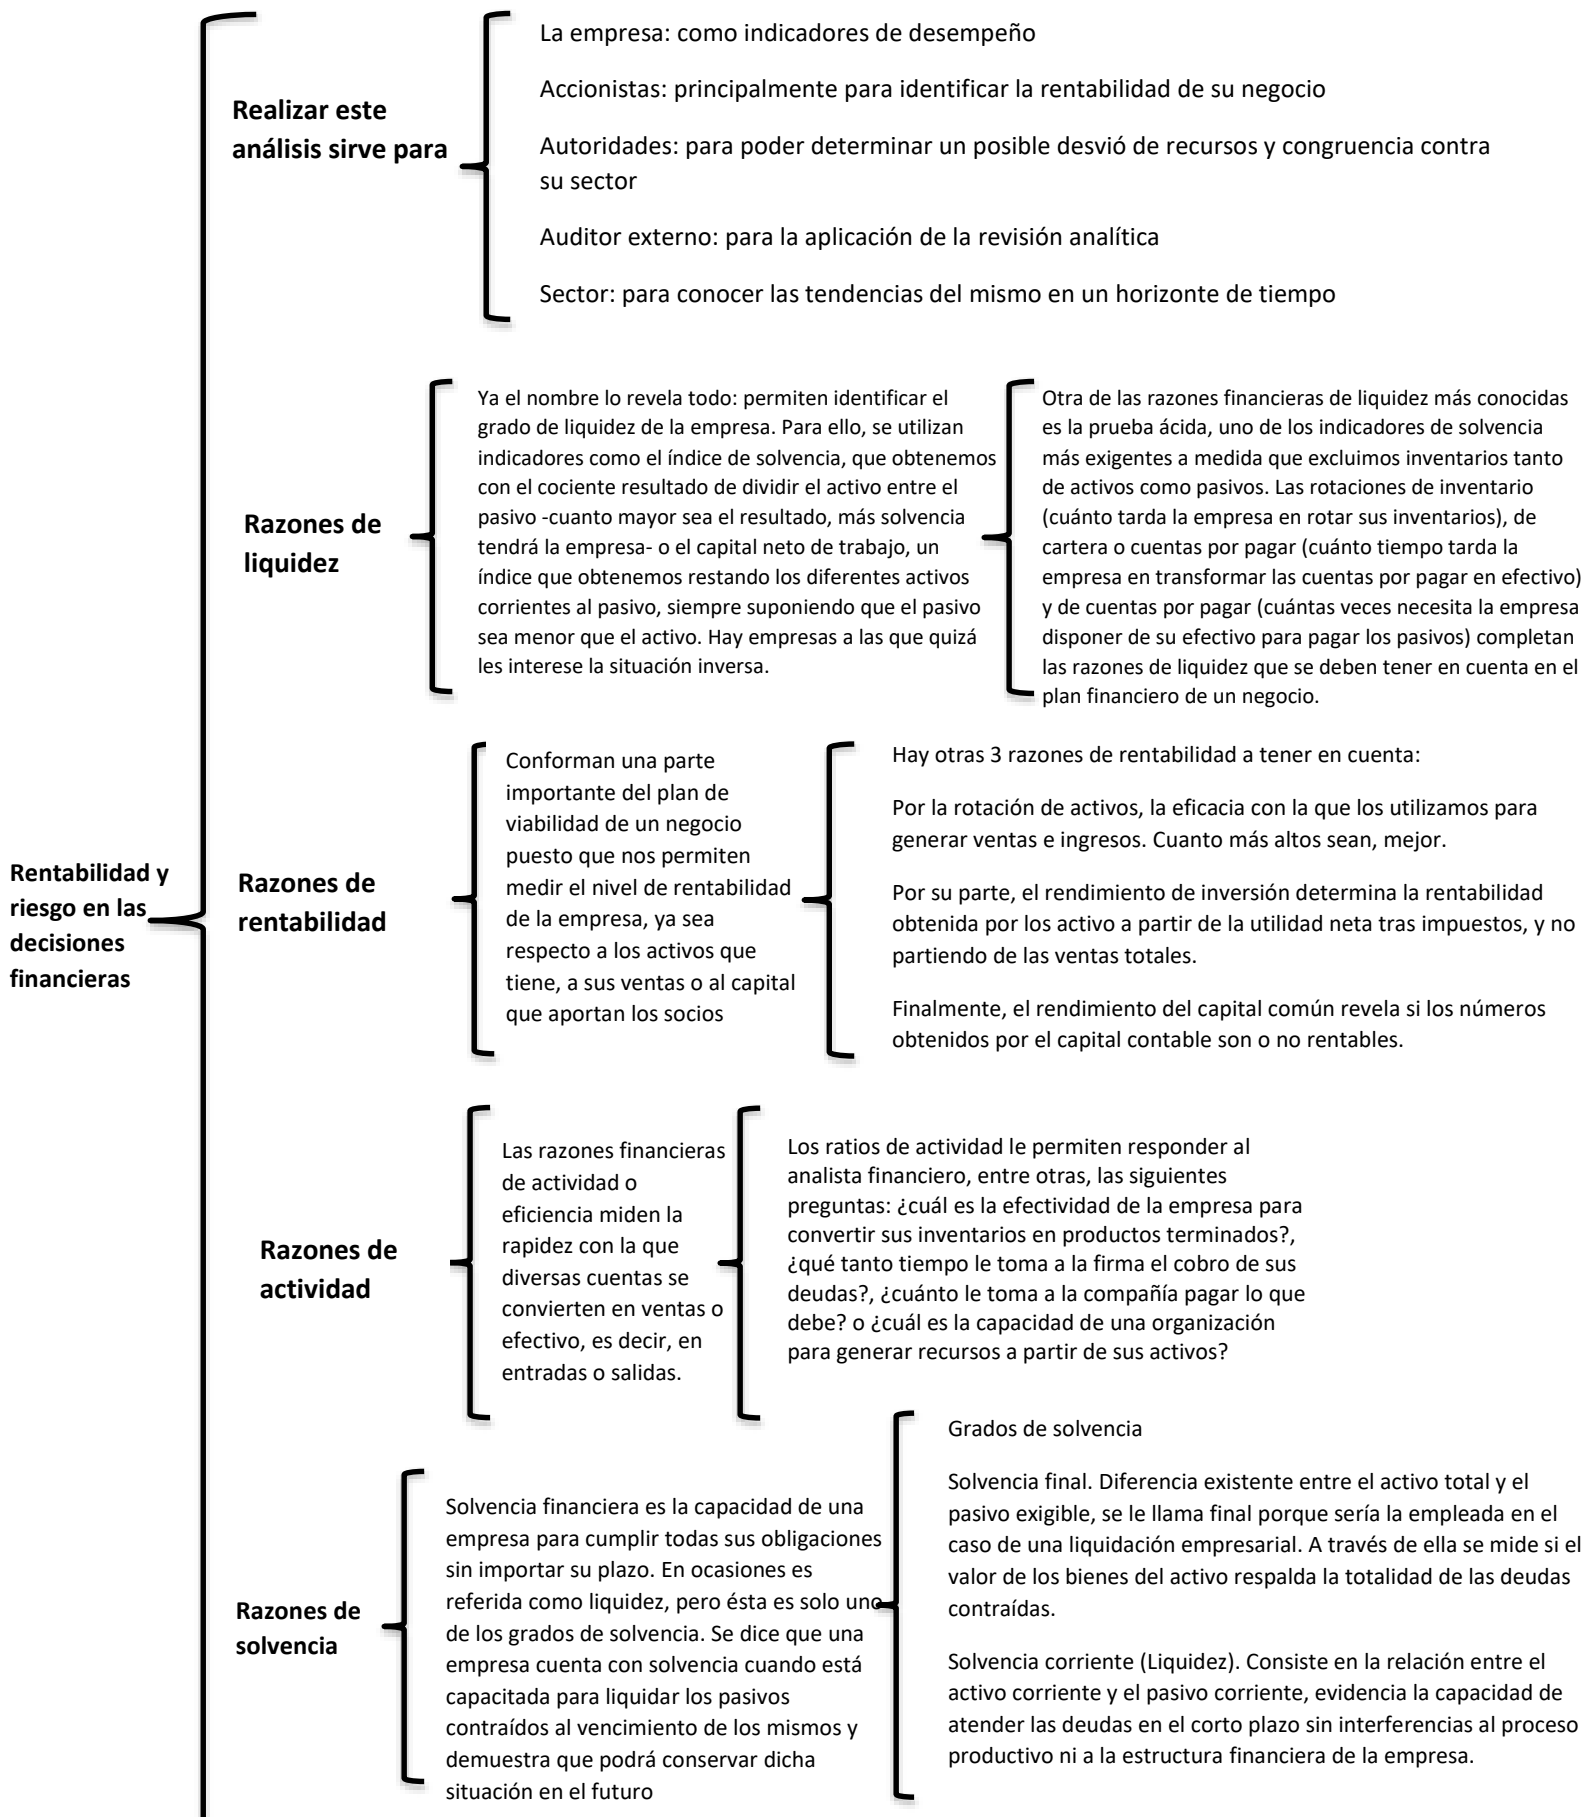 Rentabilidad y
riesgo en las
decisiones
financieras
Realizar este
análisis sirve para
La empresa: como indicadores de desempeño
Accionistas: principalmente para identificar la rentabilidad de su negocio
Autoridades: para poder determinar un posible desvió de recursos y congruencia contra
su sector
Auditor externo: para la aplicación de la revisión analítica
Sector: para conocer las tendencias del mismo en un horizonte de tiempo
Razones de
liquidez
Ya el nombre lo revela todo: permiten identificar el
grado de liquidez de la empresa. Para ello, se utilizan
indicadores como el índice de solvencia, que obtenemos
con el cociente resultado de dividir el activo entre el
pasivo -cuanto mayor sea el resultado, más solvencia
tendrá la empresa- o el capital neto de trabajo, un
índice que obtenemos restando los diferentes activos
corrientes al pasivo, siempre suponiendo que el pasivo
sea menor que el activo. Hay empresas a las que quizá
les interese la situación inversa.
Otra de las razones financieras de liquidez más conocidas
es la prueba ácida, uno de los indicadores de solvencia
más exigentes a medida que excluimos inventarios tanto
de activos como pasivos. Las rotaciones de inventario
(cuánto tarda la empresa en rotar sus inventarios), de
cartera o cuentas por pagar (cuánto tiempo tarda la
empresa en transformar las cuentas por pagar en efectivo)
y de cuentas por pagar (cuántas veces necesita la empresa
disponer de su efectivo para pagar los pasivos) completan
las razones de liquidez que se deben tener en cuenta en el
plan financiero de un negocio.
Razones de
rentabilidad
Conforman una parte
importante del plan de
viabilidad de un negocio
puesto que nos permiten
medir el nivel de rentabilidad
de la empresa, ya sea
respecto a los activos que
tiene, a sus ventas o al capital
que aportan los socios
Hay otras 3 razones de rentabilidad a tener en cuenta:
Por la rotación de activos, la eficacia con la que los utilizamos para
generar ventas e ingresos. Cuanto más altos sean, mejor.
Por su parte, el rendimiento de inversión determina la rentabilidad
obtenida por los activo a partir de la utilidad neta tras impuestos, y no
partiendo de las ventas totales.
Finalmente, el rendimiento del capital común revela si los números
obtenidos por el capital contable son o no rentables.
Razones de
actividad
Las razones financieras
de actividad o
eficiencia miden la
rapidez con la que
diversas cuentas se
convierten en ventas o
efectivo, es decir, en
entradas o salidas.
Los ratios de actividad le permiten responder al
analista financiero, entre otras, las siguientes
preguntas: ¿cuál es la efectividad de la empresa para
convertir sus inventarios en productos terminados?,
¿qué tanto tiempo le toma a la firma el cobro de sus
deudas?, ¿cuánto le toma a la compañía pagar lo que
debe? o ¿cuál es la capacidad de una organización
para generar recursos a partir de sus activos?
Razones de
solvencia
Solvencia financiera es la capacidad de una
empresa para cumplir todas sus obligaciones
sin importar su plazo. En ocasiones es
referida como liquidez, pero ésta es solo uno
de los grados de solvencia. Se dice que una
empresa cuenta con solvencia cuando está
capacitada para liquidar los pasivos
contraídos al vencimiento de los mismos y
demuestra que podrá conservar dicha
situación en el futuro
Grados de solvencia
Solvencia final. Diferencia existente entre el activo total y el
pasivo exigible, se le llama final porque sería la empleada en el
caso de una liquidación empresarial. A través de ella se mide si el
valor de los bienes del activo respalda la totalidad de las deudas
contraídas.
Solvencia corriente (Liquidez). Consiste en la relación entre el
activo corriente y el pasivo corriente, evidencia la capacidad de
atender las deudas en el corto plazo sin interferencias al proceso
productivo ni a la estructura financiera de la empresa.